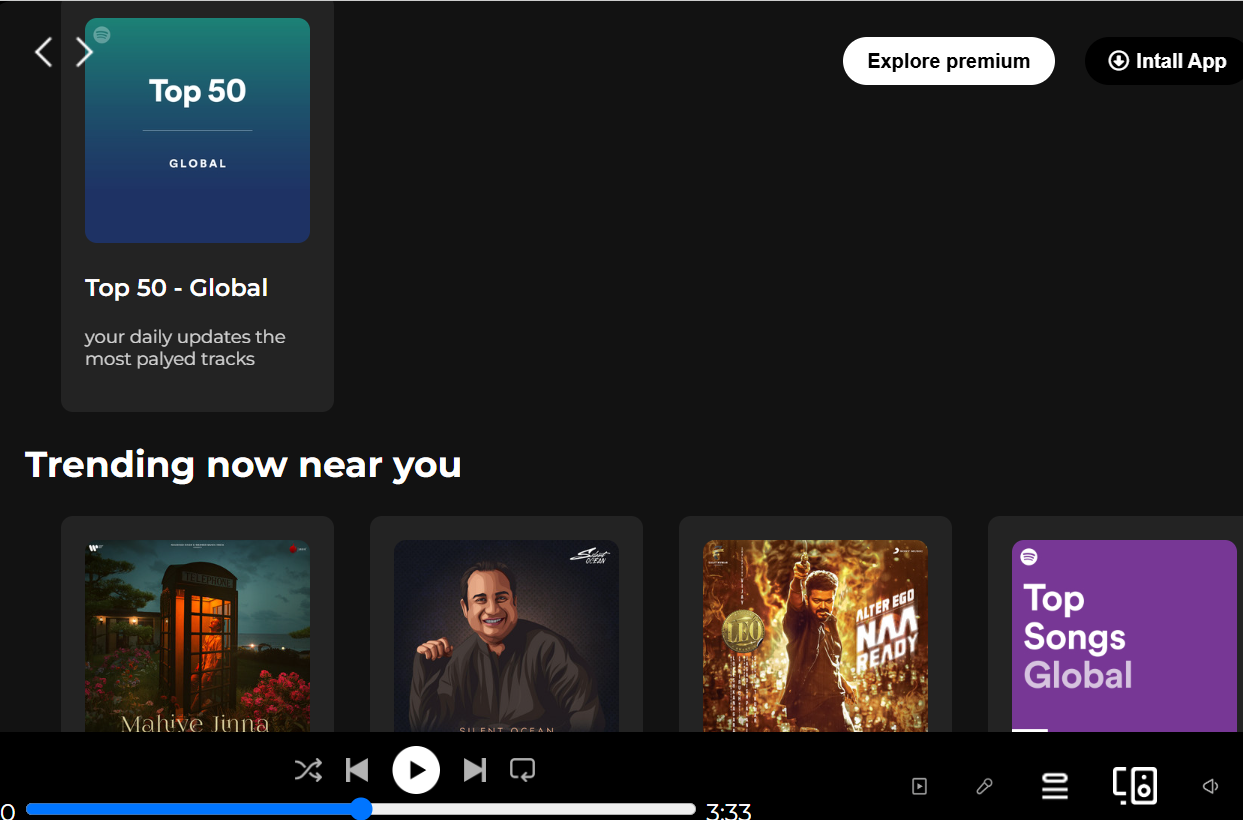 Top 50
GLOBAL
Explore premium
Intall App
Top 50 - Global
your daily updates the
most palyed tracks
Trending now near you
TELEPHONE
Mahiye Jinna
Silent
OCEAN
SILENT OCEAN
LEO
ALTER EGO
NAA
READY
Top
Songs
Global
0
3:33